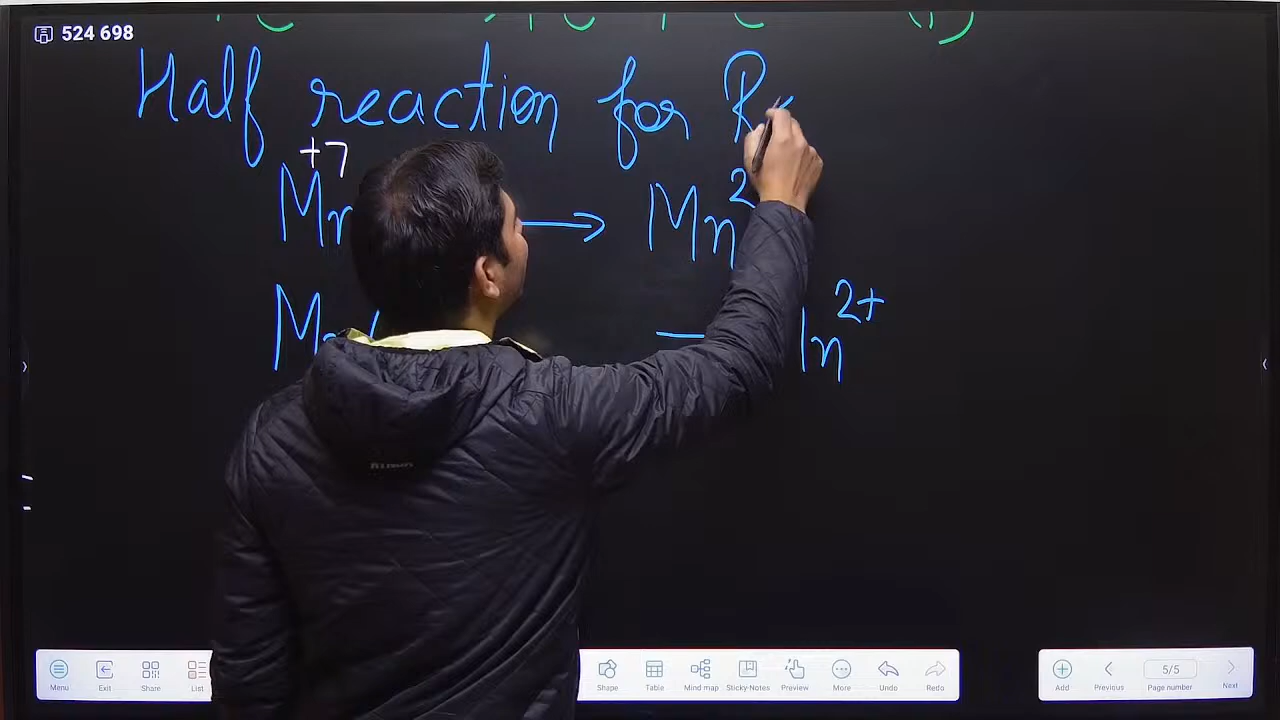 524 698
Half reaction for R
+7
Mn → Mn2
M n2+
Menu Exit Share List Shape Table Mind map Sticky-Notes Preview More Undo Redo Add Previous 5/5 Page number Next